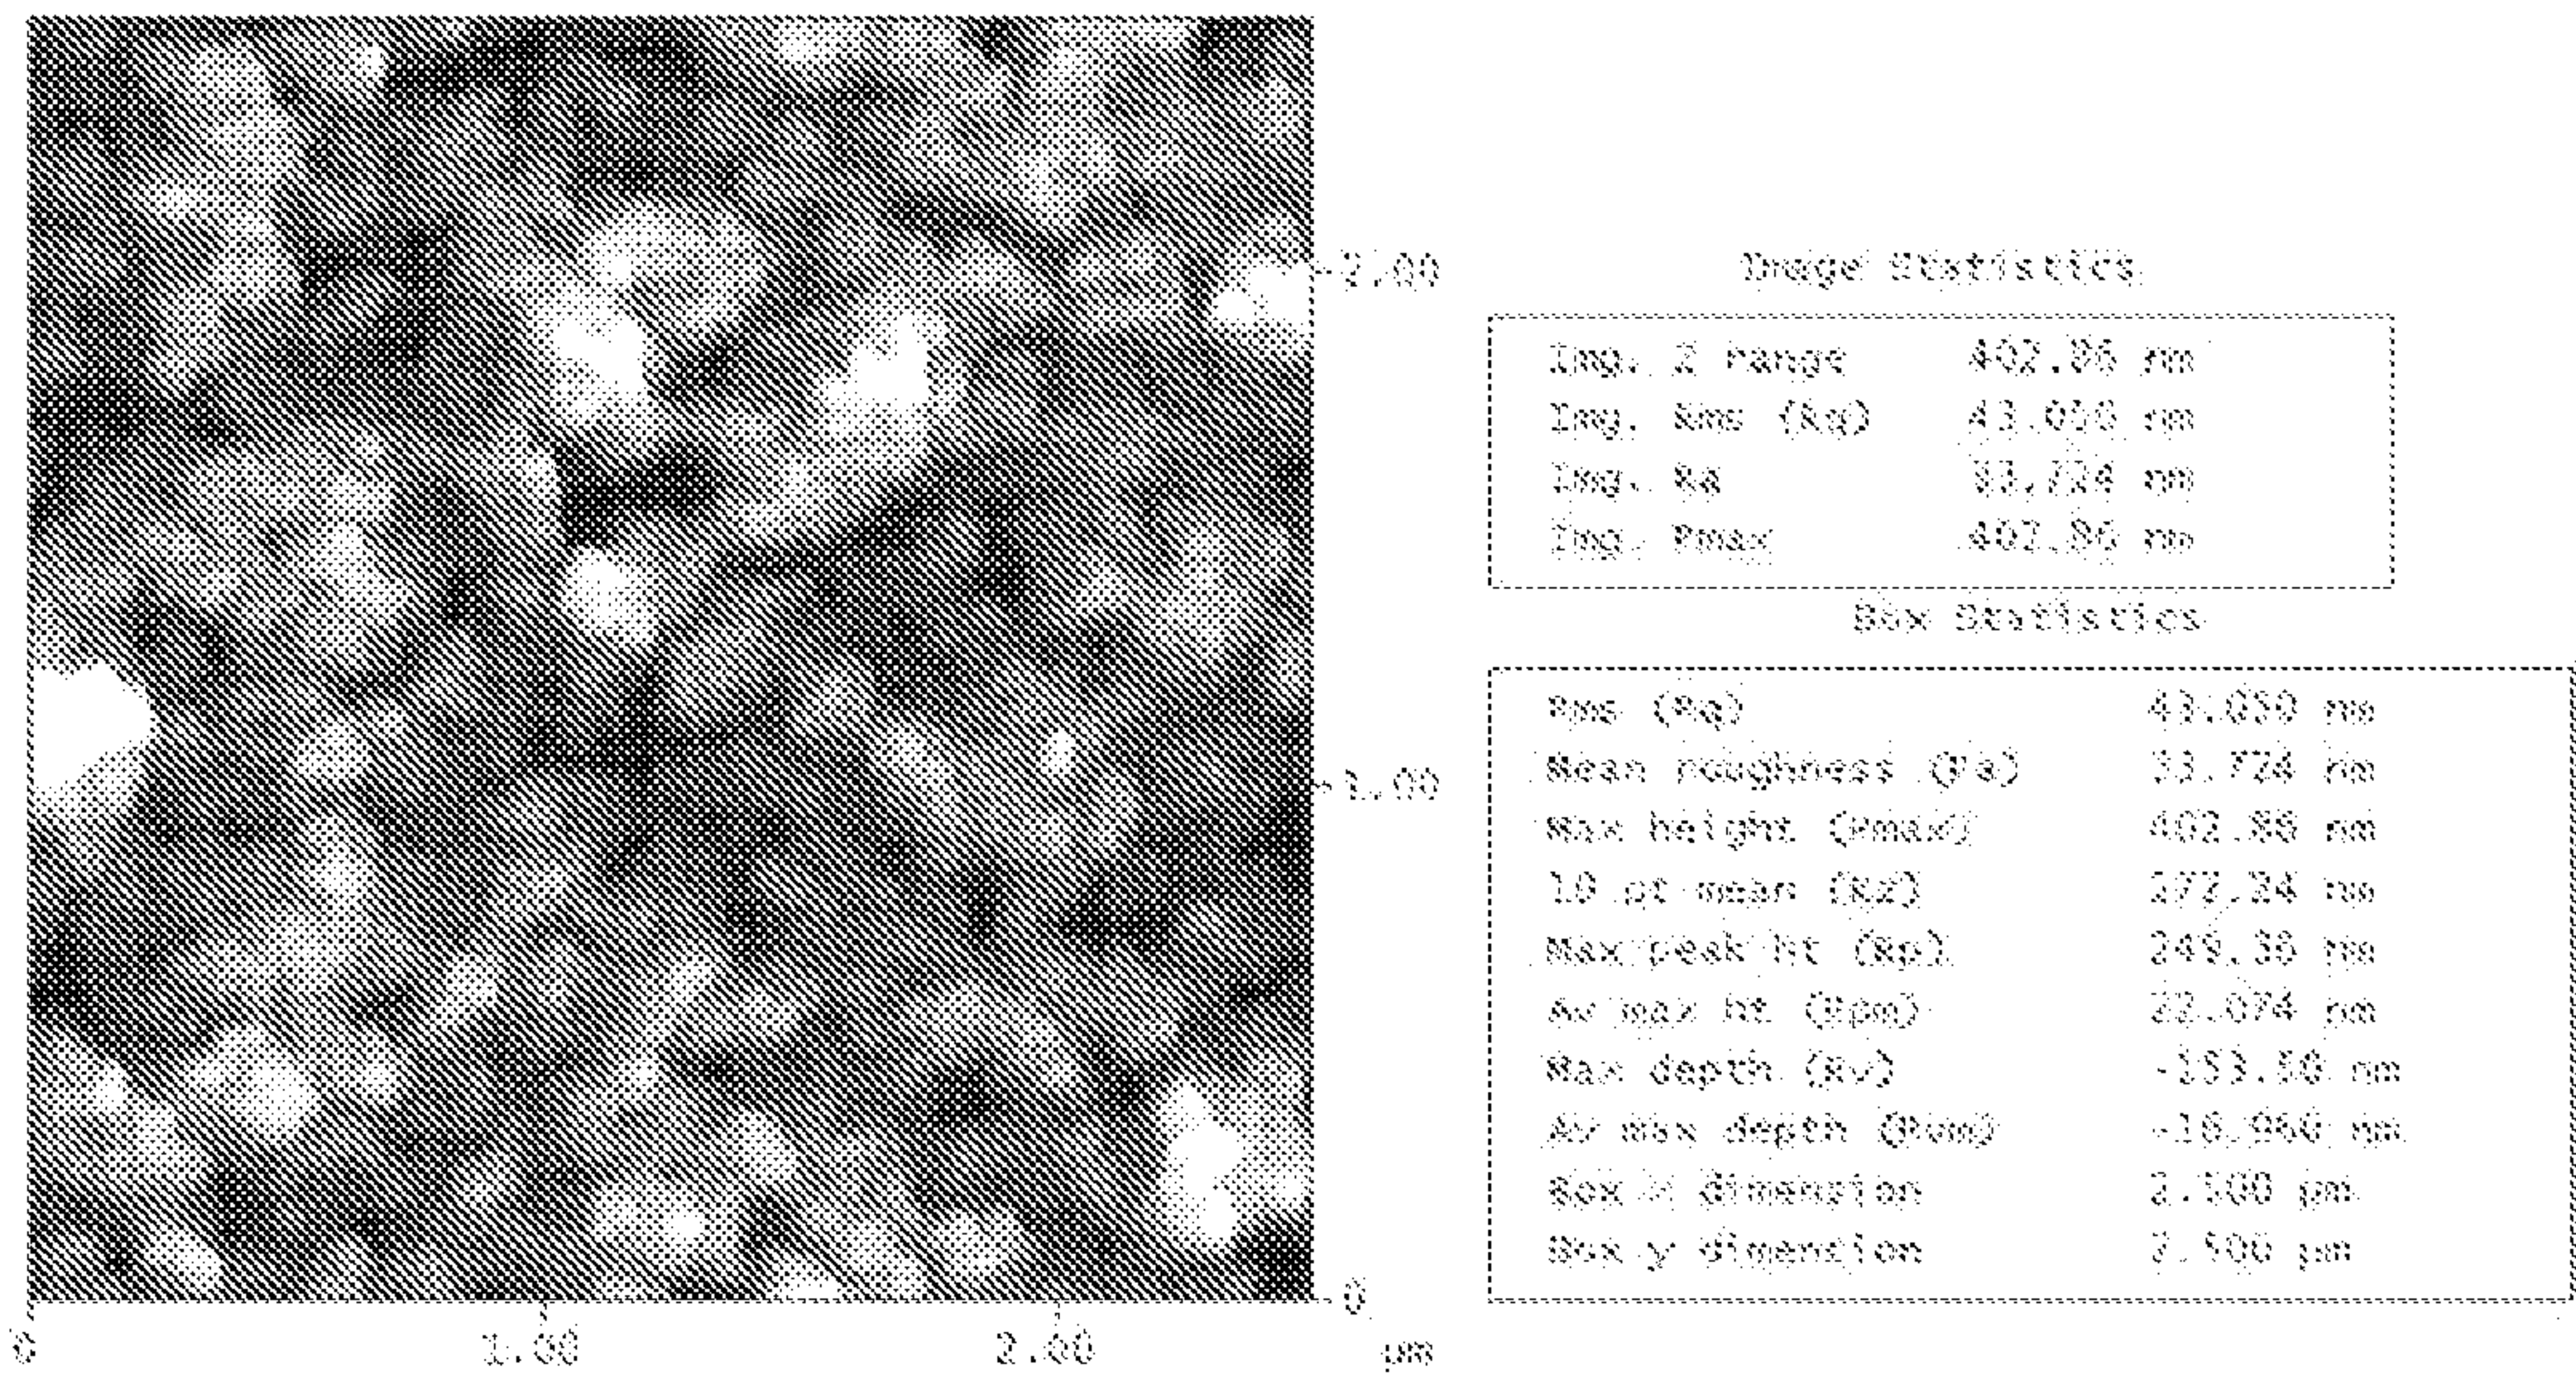 2.00
1.00
0
0
1.00
2.00
µm
Image Statistics
Img. Z range 402.86 nm
Img. Rms (Rq) 43.050 nm
Img. Ra 33.724 nm
Img. Rmax 402.86 nm
Box Statistics
Rms (Rq) 43.050 nm
Mean roughness (Ra) 33.724 nm
Max height (Rmax) 402.86 nm
10 pt mean (Rz) nm
Max peak ht (Rp) 249.36 nm
Av max ht (Rpm) 22.074 nm
Max depth (Rv) -153.50 nm
Av max depth (Rvm) nm
Box x dimension 2.500 µm
Box y dimension 2.500 µm